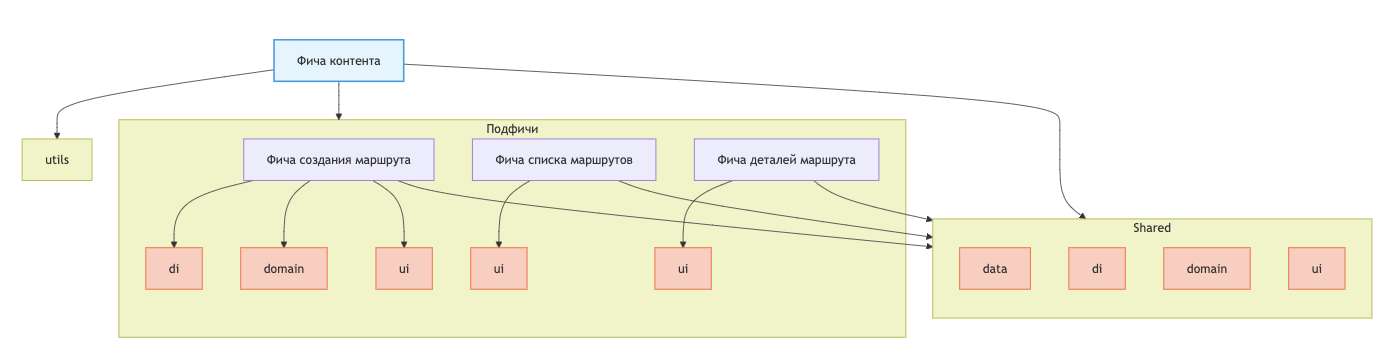 Фича контента
utils
Подфичи
Фича создания маршрута
Фича списка маршрутов
Фича деталей маршрута
di
domain
ui
ui
ui
Shared
data
di
domain
ui